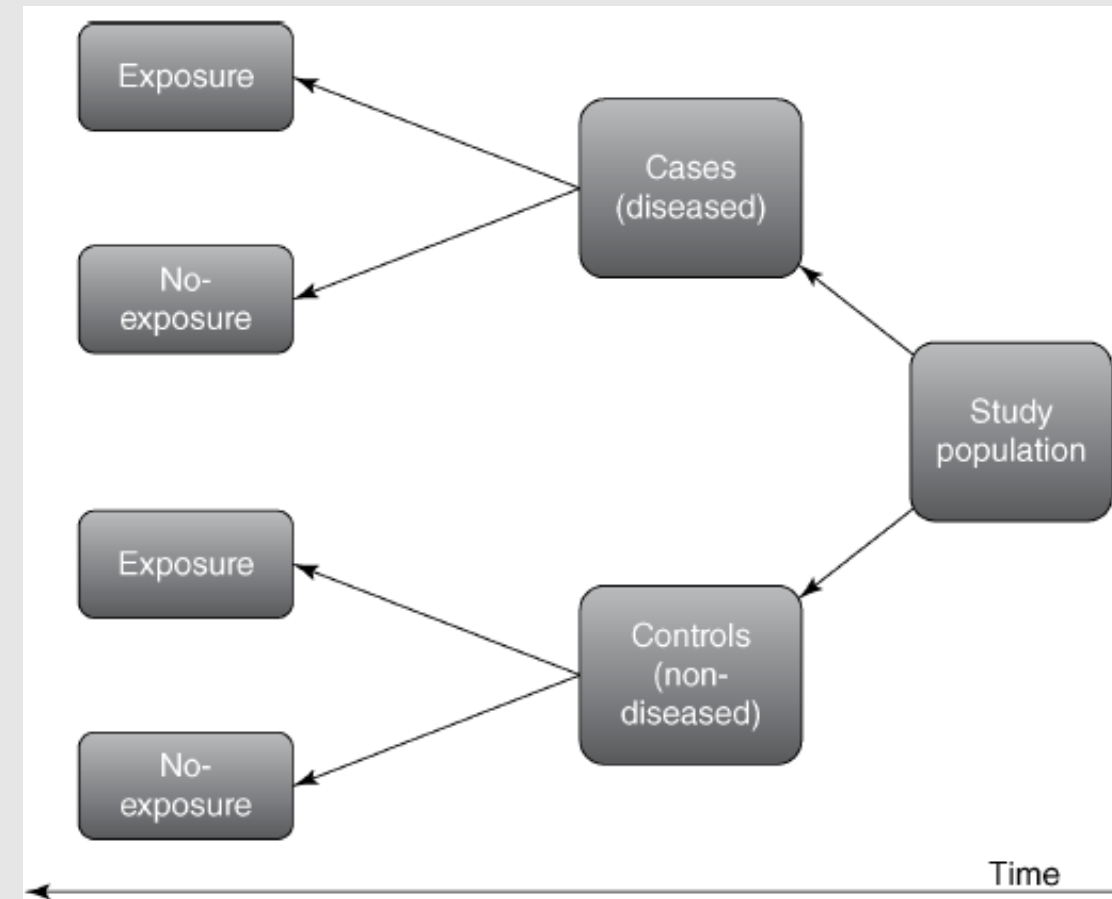 Exposure
Cases
(diseased)
No-
exposure
Study
population
Exposure
Controls
(non-
diseased)
No-
exposure
Time